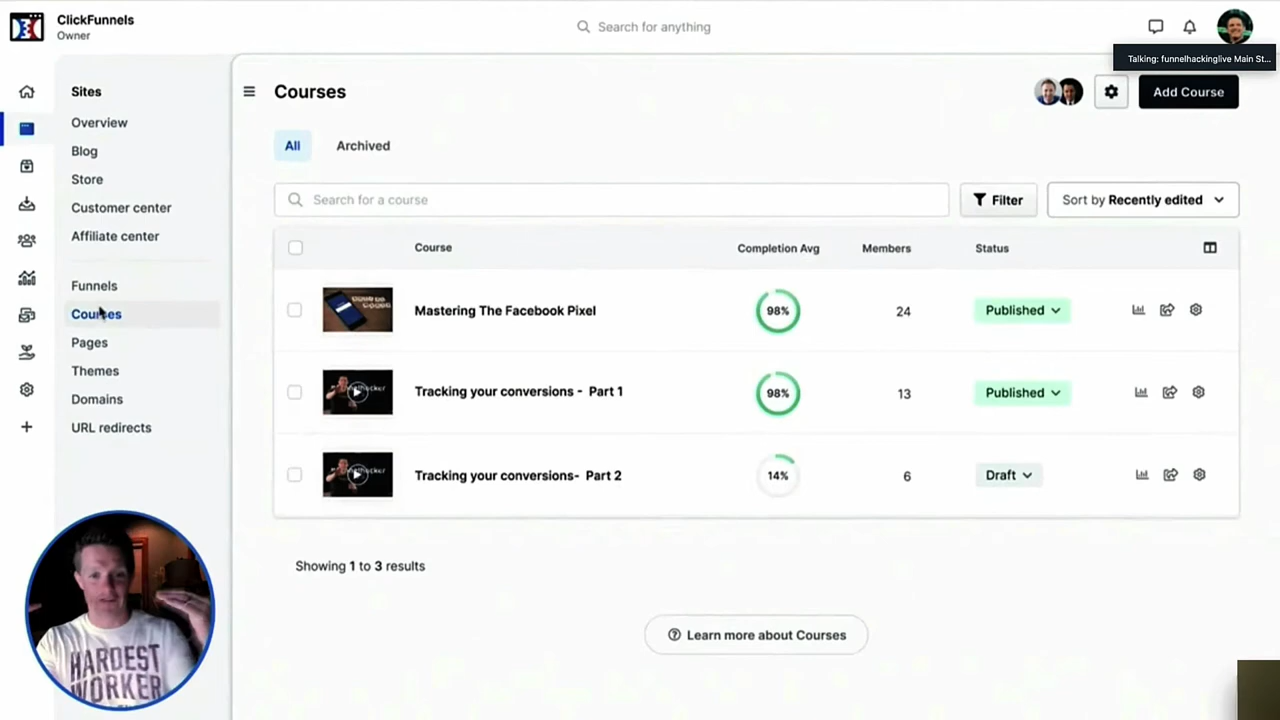 ClickFunnels
Owner
Search for anything
Talking: funnelhackinglive Main St...
Sites
Overview
Blog
Store
Customer center
Affiliate center
Funnels
Courses
Pages
Themes
Domains
URL redirects
Courses
Add Course
All
Archived
Search for a course
Filter
Sort by Recently edited
Course Completion Avg Members Status
Mastering The Facebook Pixel 98% 24 Published
Tracking your conversions - Part 1 98% 13 Published
Tracking your conversions- Part 2 14% 6 Draft
Showing 1 to 3 results
Learn more about Courses
HARDEST
WORKER